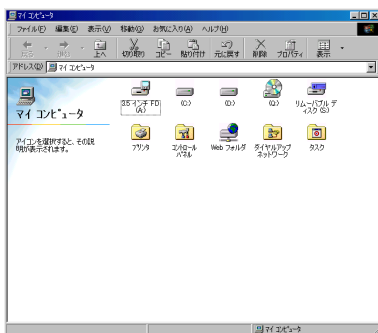 マイ コンピュータ
ファイル(F) 編集(E) 表示(V) 移動(G) お気に入り(A) ヘルプ(H)
戻る 進む 上へ 切り取り コピー 貼り付け 元に戻す 削除 プロパティ 表示
アドレス(D) マイ コンピュータ
マイ コンピュータ
アイコンを選択すると、その説
明が表示されます。
3.5 インチ FD
(A:)
(C:)
(D:)
(Q:)
リムーバブル デ
ィスク (S:)
プリンタ
コントロール
パネル
Web フォルダ
ダイヤルアップ
ネットワーク
タスク
マイ コンピュータ